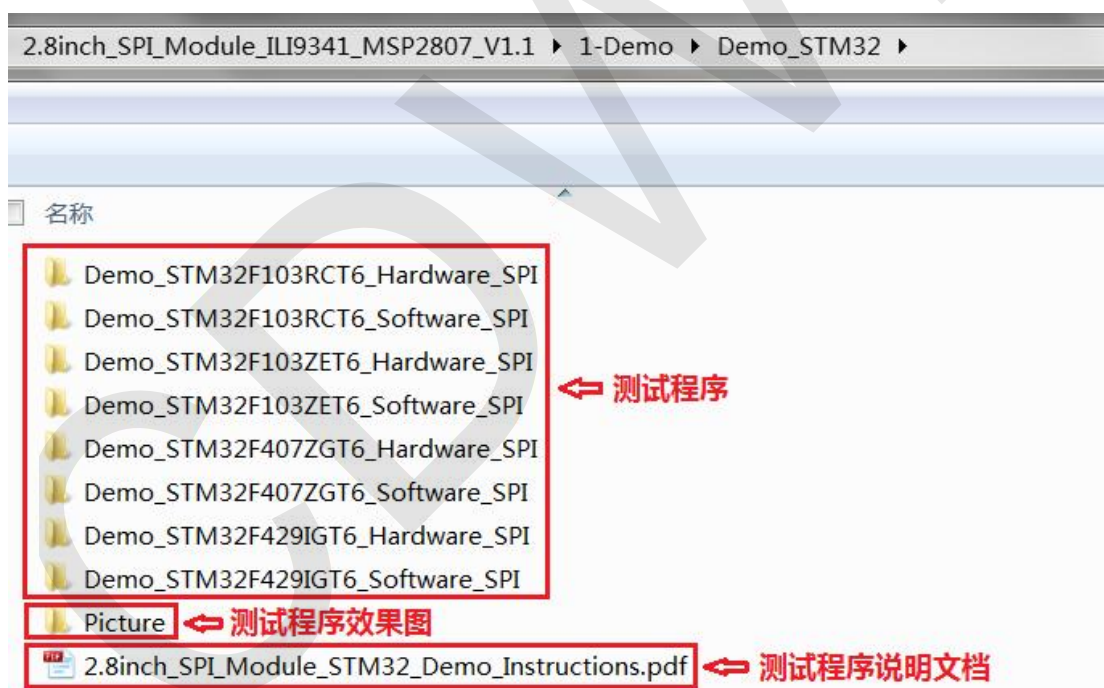 2.8inch_SPI_Module_ILI9341_MSP2807_V1.1 ▸ 1-Demo ▸ Demo_STM32 ▸
名称
Demo_STM32F103RCT6_Hardware_SPI
Demo_STM32F103RCT6_Software_SPI
Demo_STM32F103ZET6_Hardware_SPI
Demo_STM32F103ZET6_Software_SPI
测试程序
Demo_STM32F407ZGT6_Hardware_SPI
Demo_STM32F407ZGT6_Software_SPI
Demo_STM32F429IGT6_Hardware_SPI
Demo_STM32F429IGT6_Software_SPI
Picture 测试程序效果图
2.8inch_SPI_Module_STM32_Demo_Instructions.pdf 测试程序说明文档